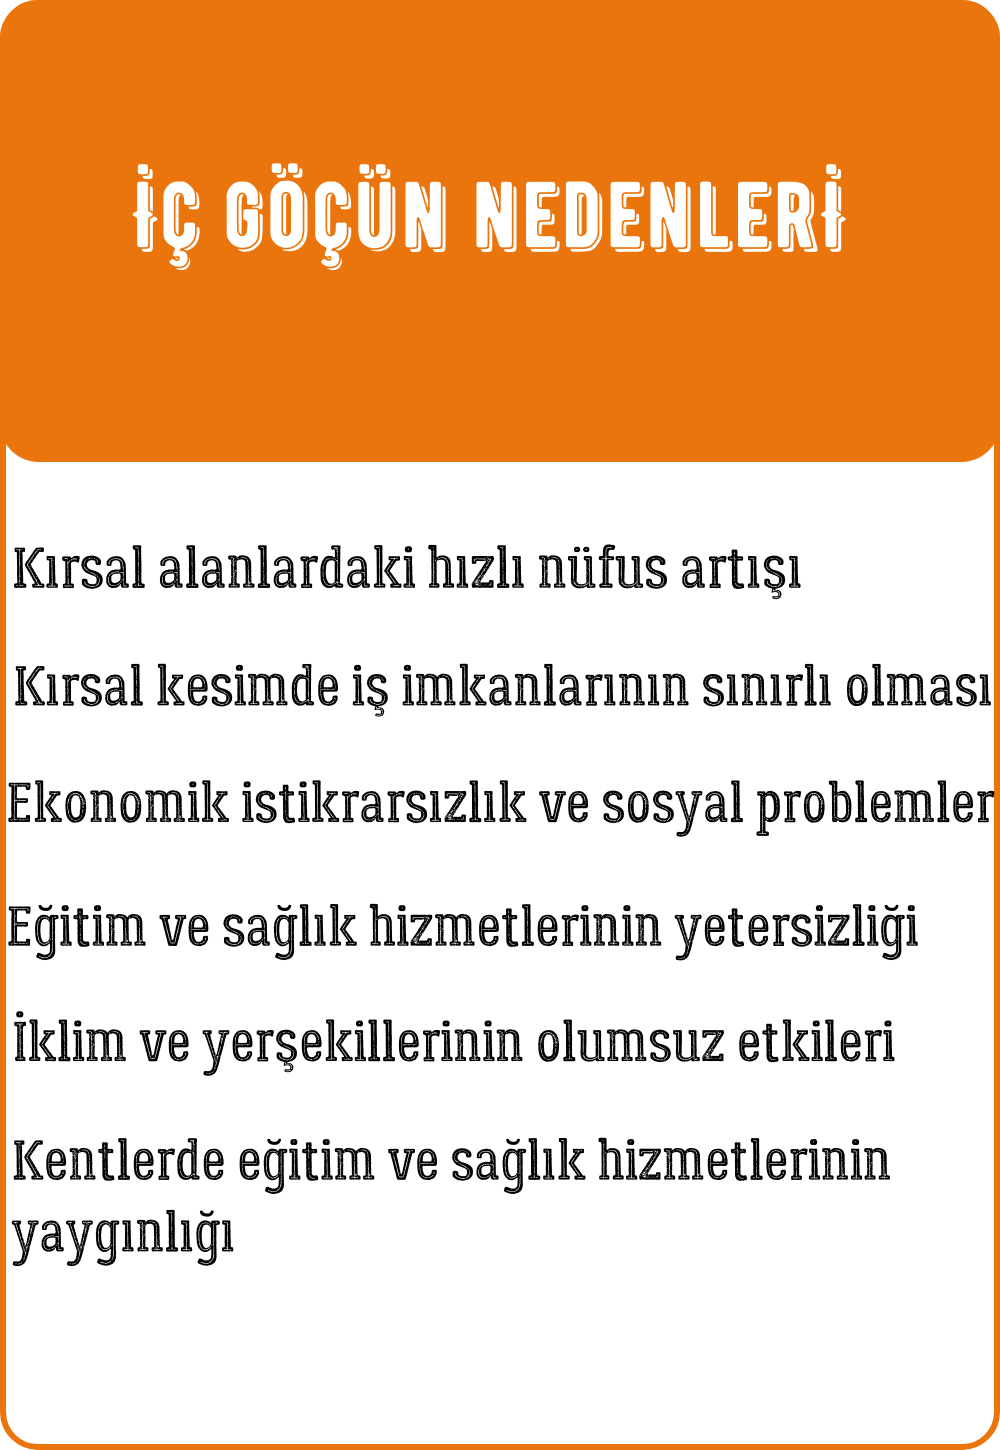 İÇ GÖÇÜN NEDENLERİ
Kırsal alanlardaki hızlı nüfus artışı
Kırsal kesimde iş imkanlarının sınırlı olması
Ekonomik istikrarsızlık ve sosyal problemler
Eğitim ve sağlık hizmetlerinin yetersizliği
İklim ve yerşekillerinin olumsuz etkileri
Kentlerde eğitim ve sağlık hizmetlerinin
yaygınlığı